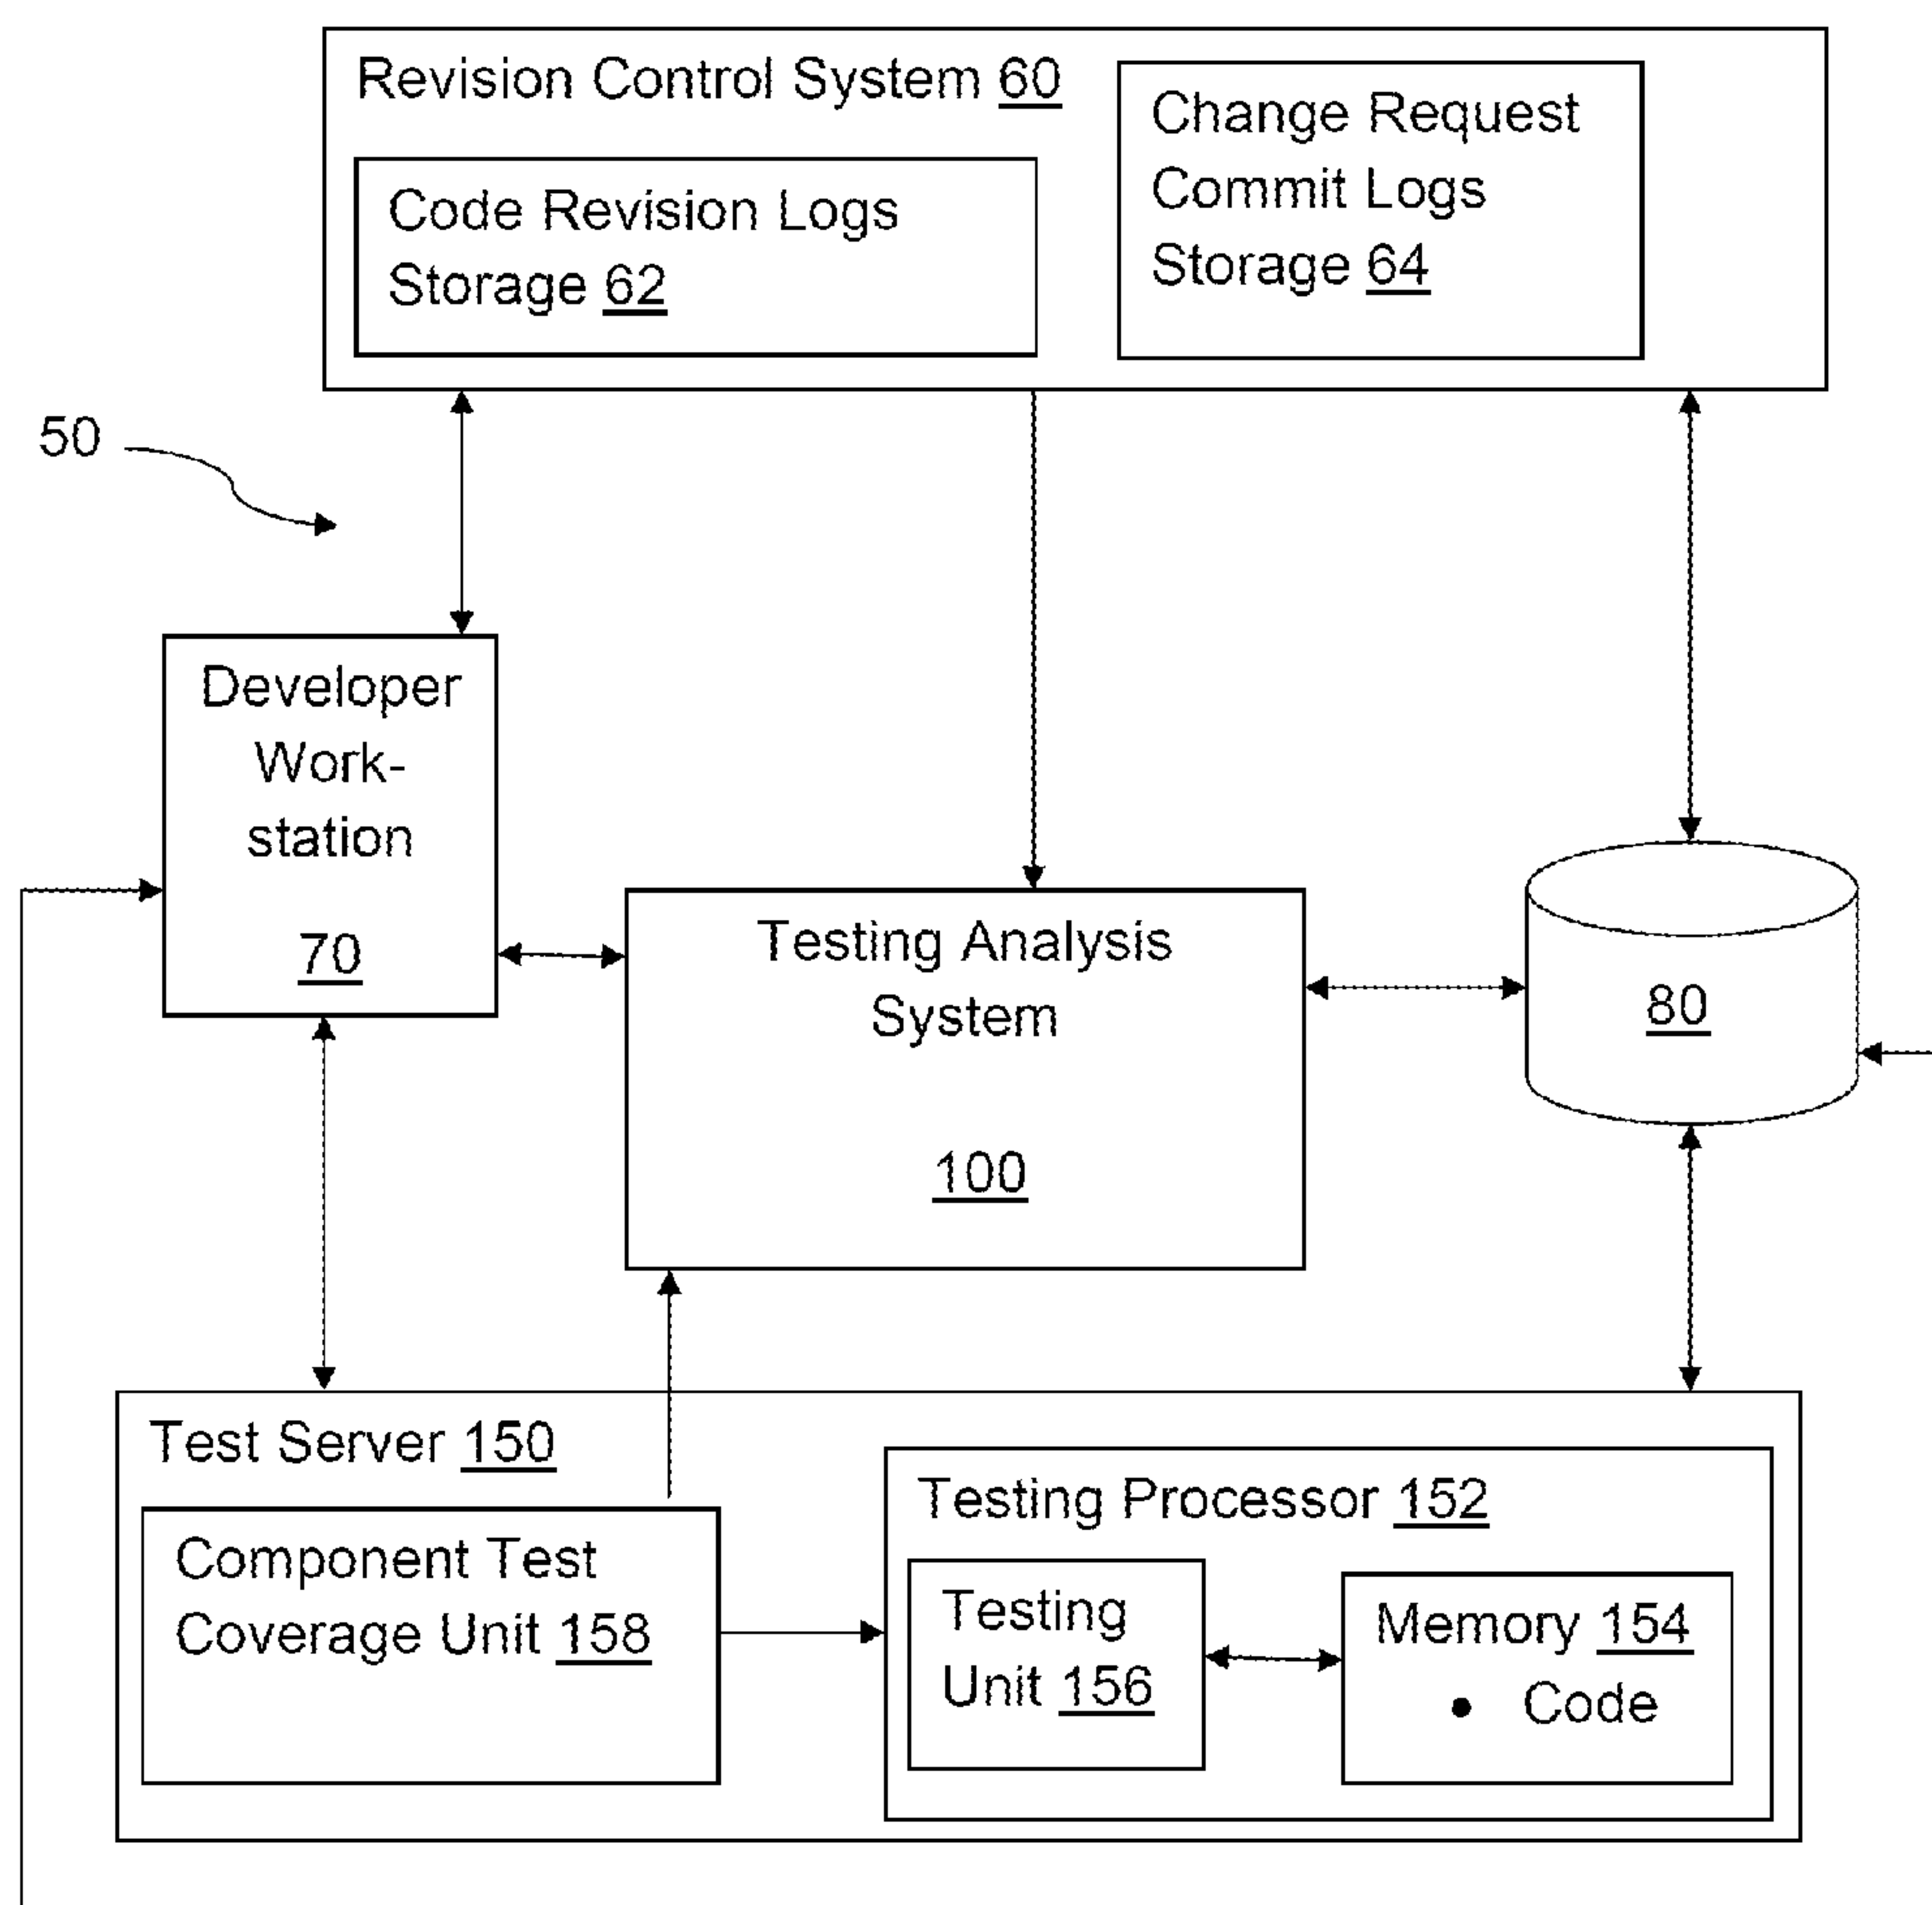 Revision Control System 60
Code Revision Logs
Storage 62
Change Request
Commit Logs
Storage 64
50
Developer
Work-
station
70
Testing Analysis
System
100
80
Test Server 150
Component Test
Coverage Unit 158
Testing Processor 152
Testing
Unit 156
Memory 154
• Code